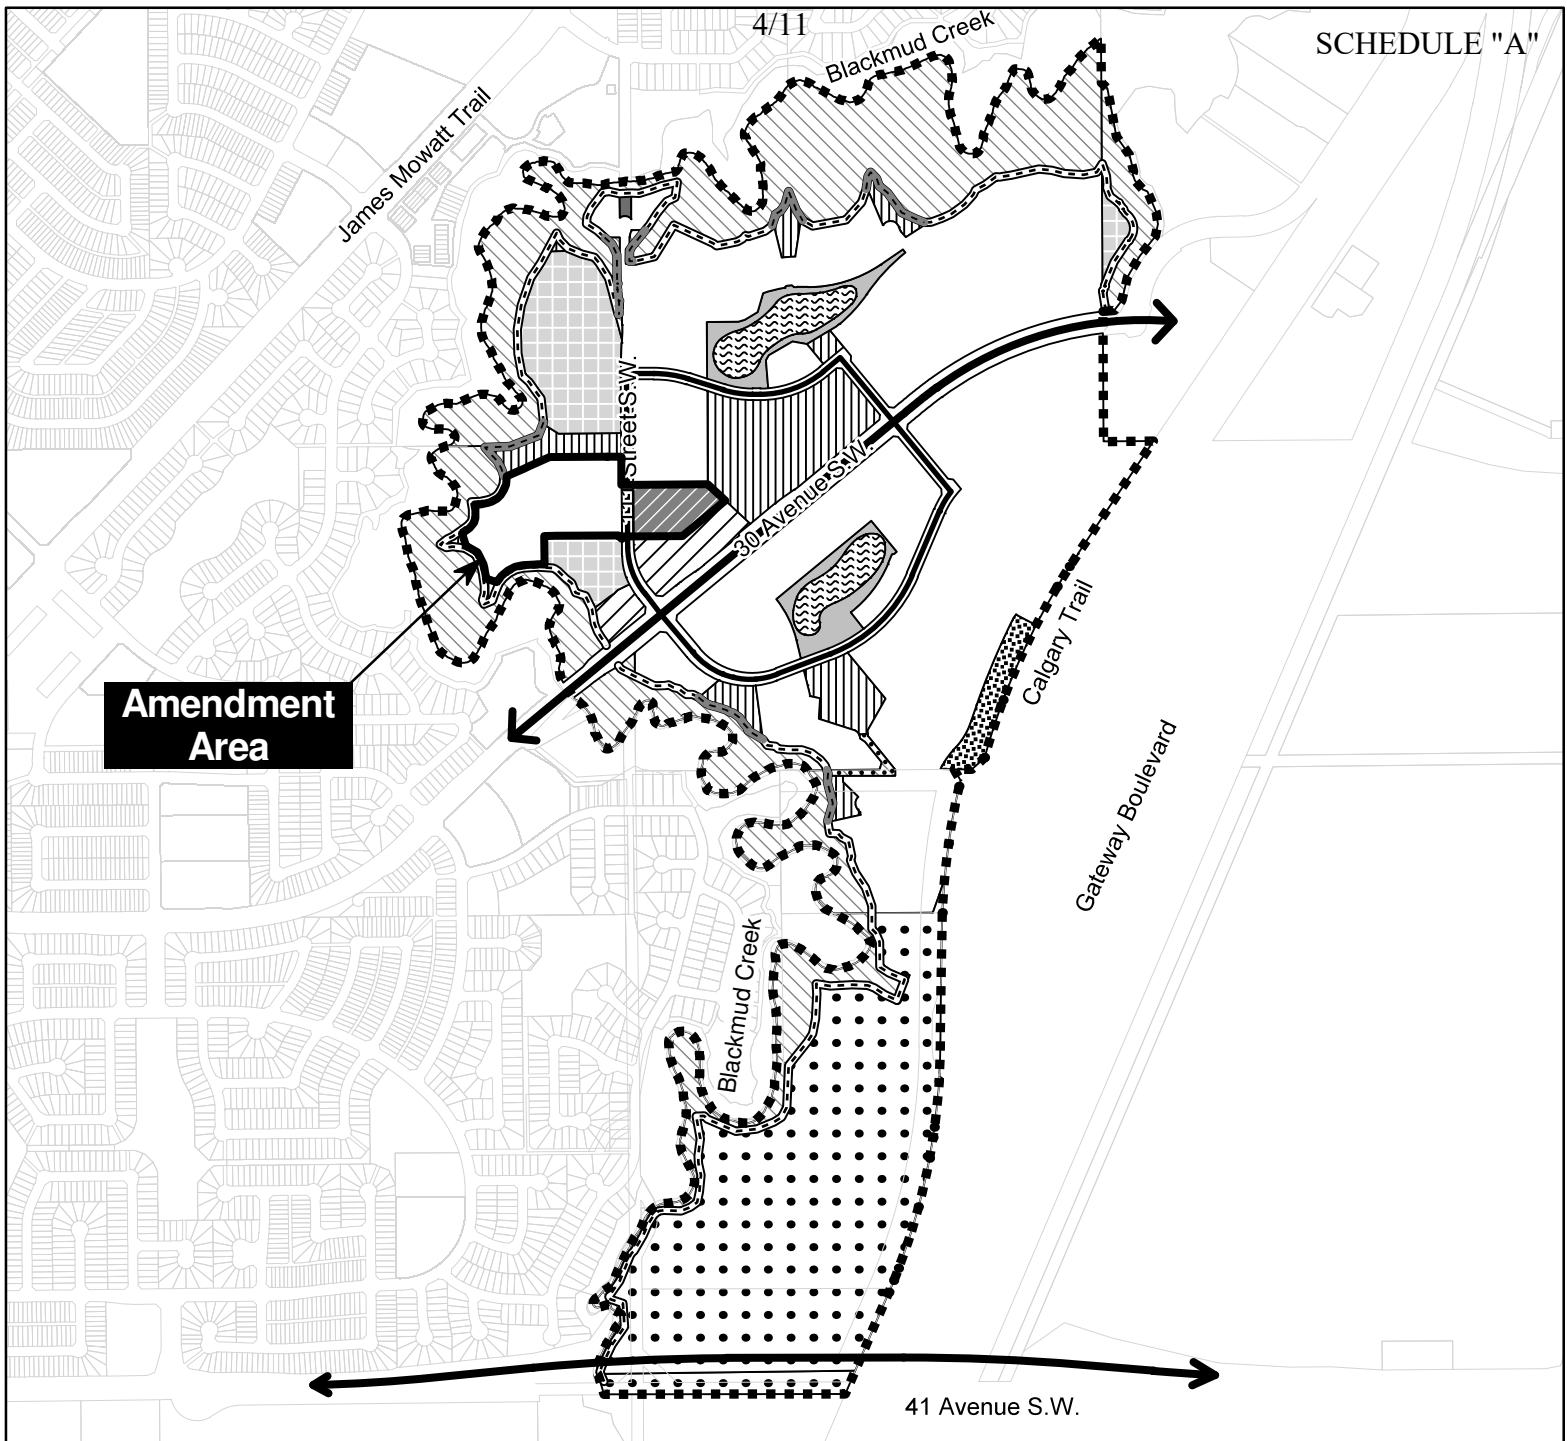 4/11
SCHEDULE "A"
Blackmud Creek
James Mowatt Trail
Street S.W.
30 Avenue S.W.
Calgary Trail
Amendment
Area
Gateway Boulevard
Blackmud Creek
41 Avenue S.W.